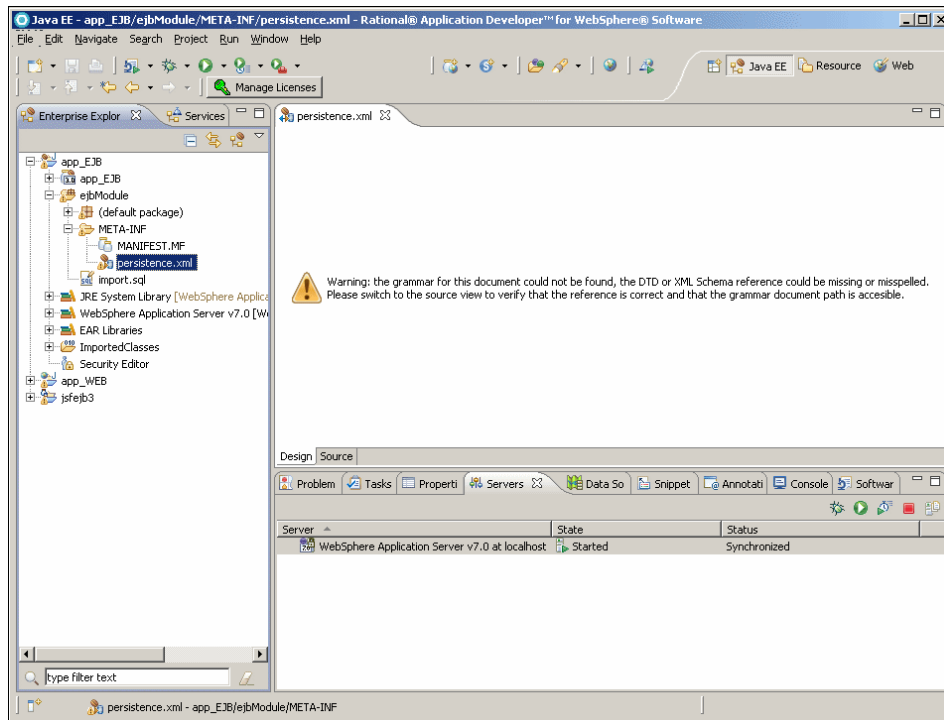 Java EE - app_EJB/ejbModule/META-INF/persistence.xml - Rational® Application Developer™ for WebSphere® Software
File Edit Navigate Search Project Run Window Help
Java EE Resource Web
Manage Licenses
Enterprise Explor Services
persistence.xml
app_EJB
app_EJB
ejbModule
(default package)
META-INF
MANIFEST.MF
persistence.xml
import.sql
JRE System Library [WebSphere Applica
WebSphere Application Server v7.0 [W
EAR Libraries
ImportedClasses
Security Editor
app_WEB
jsfejb3
Warning: the grammar for this document could not be found, the DTD or XML Schema reference could be missing or misspelled.
Please switch to the source view to verify that the reference is correct and that the grammar document path is accesible.
Design Source
Problem Tasks Properti Servers Data So Snippet Annotati Console Softwar
Server State Status
WebSphere Application Server v7.0 at localhost Started Synchronized
type filter text
persistence.xml - app_EJB/ejbModule/META-INF